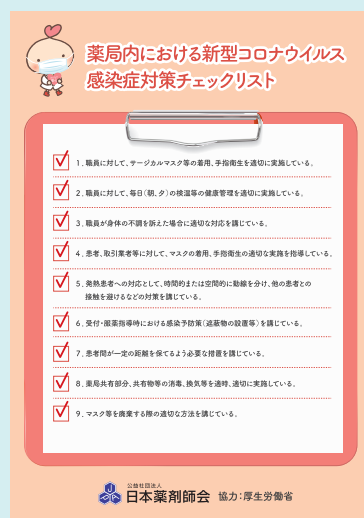 薬局内における新型コロナウイルス
感染症対策チェックリスト
1．職員に対して、サージカルマスク等の着用、手指衛生を適切に実施している。
2．職員に対して、毎日（朝．夕）の検温等の健康管理を適切に実施している。
3．職員が身体の不調を訴えた場合に適切な対応を講じている。
4．患者、取引業者等に対して、マスクの着用、手指衛生の適切な実施を指導している。
5．発熱患者への対応として、時間的または空間的に動線を分け、他の患者との
接触を避けるなどの対策を講じている。
6．受付・服薬指導時における感染予防策（遮蔽物の設置等）を講じている。
7．患者間が一定の距離を保てるよう必要な措置を講じている。
8．薬局共有部分、共有物等の消毒、換気等を適時、適切に実施している。
9．マスク等を廃棄する際の適切な方法を講じている。
公益社団法人
日本薬剤師会 協力：厚生労働省